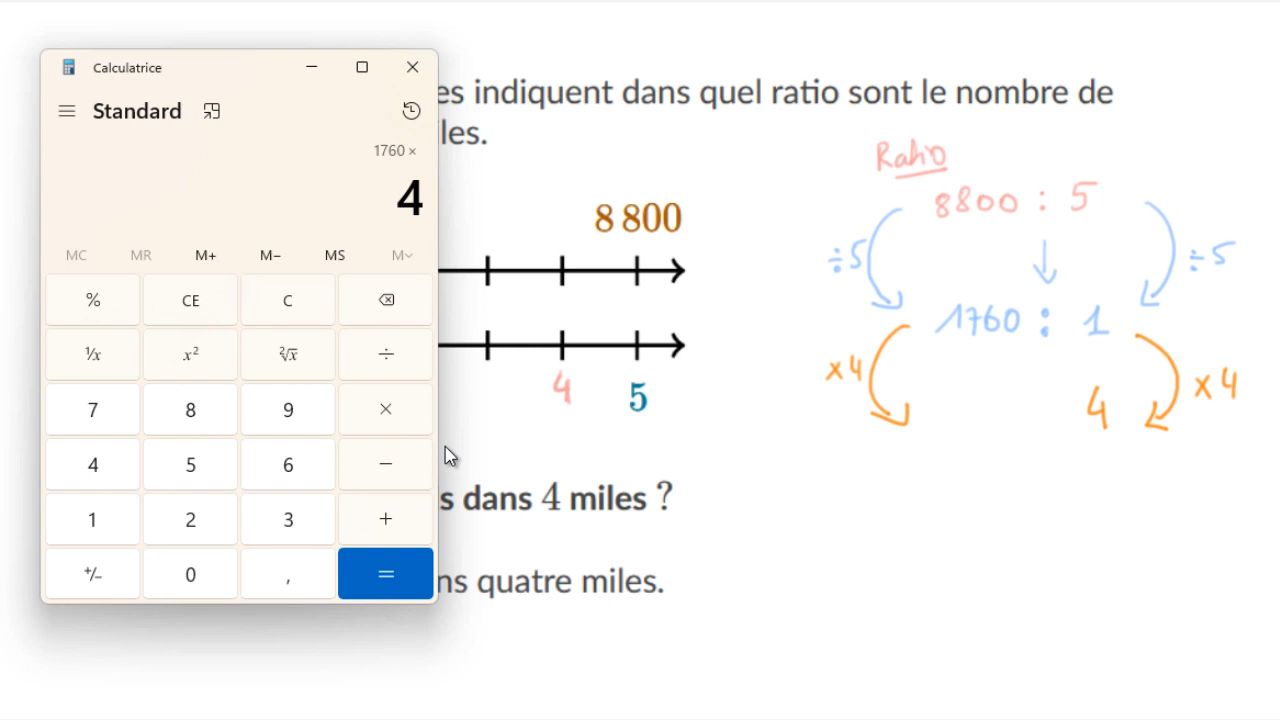 Calculatrice
Standard
1760 ×
4
MC MR M+ M− MS M
% CE C
¹/x x² ²√x ÷
7 8 9 ×
4 5 6 −
1 2 3 +
+/− 0 , =
es indiquent dans quel ratio sont le nombre de
les.
8 800
4
5
s dans 4 miles ?
ns quatre miles.
Ratio
8800 : 5
÷5 ÷5
1760 : 1
x4 x4
4